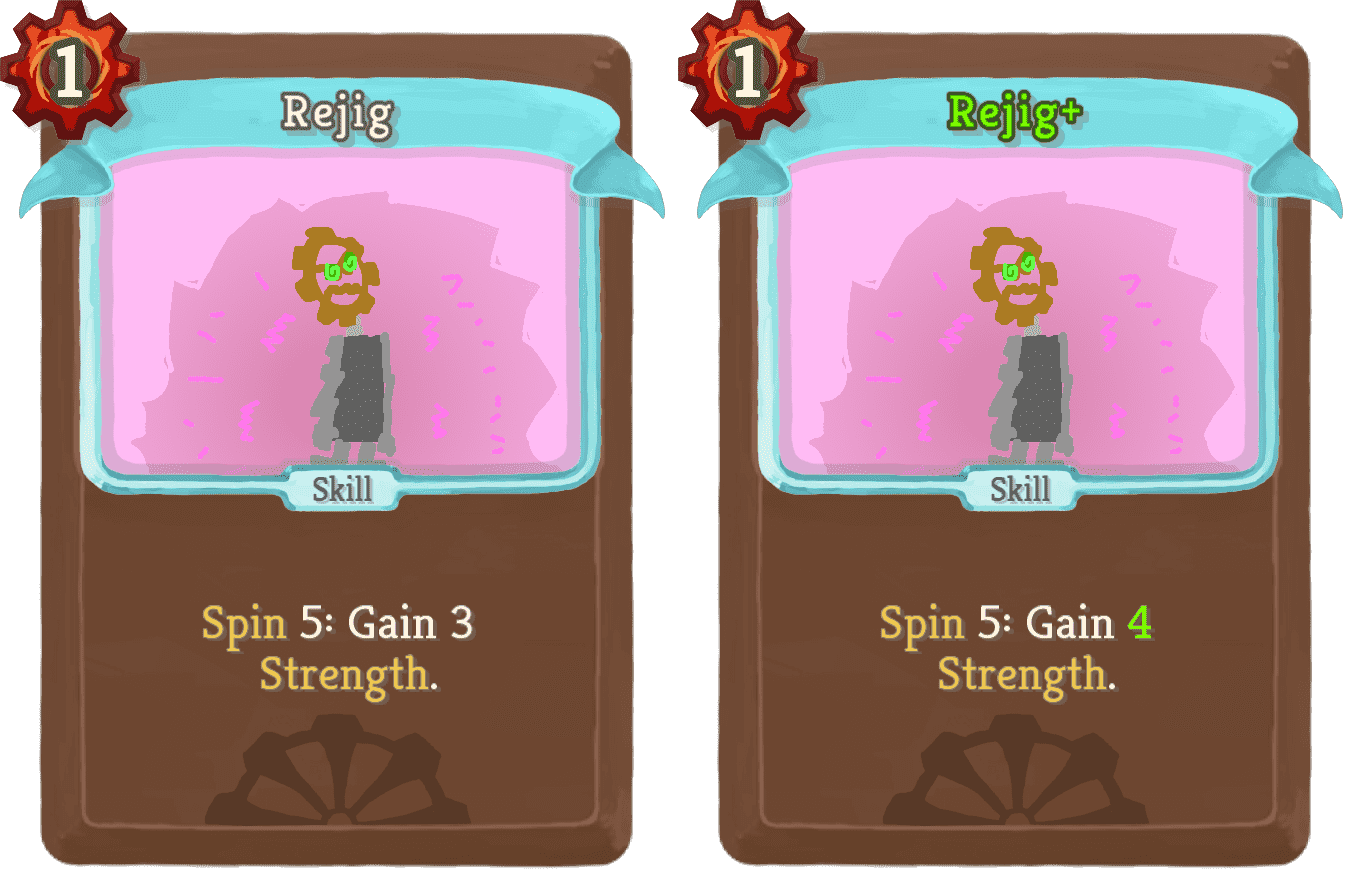 1
Rejig
Skill
Spin 5: Gain 3
Strength.
1
Rejig+
Skill
Spin 5: Gain 4
Strength.